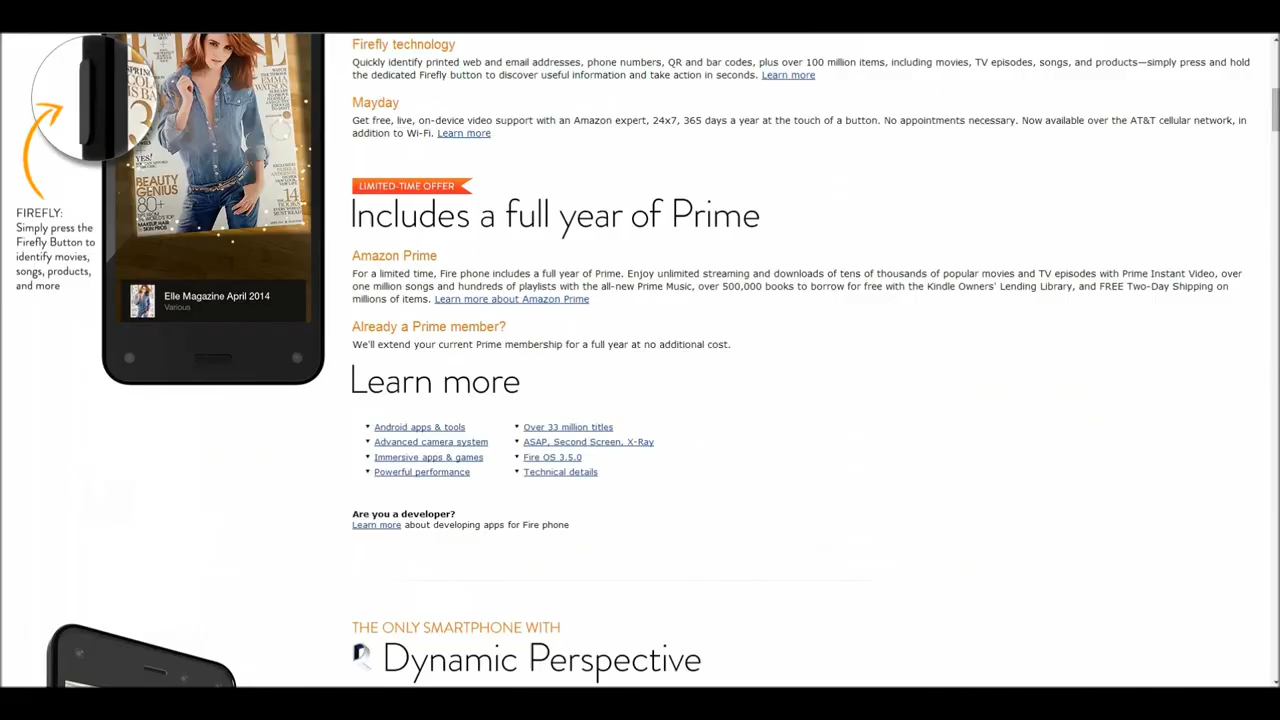 Firefly technology
Quickly identify printed web and email addresses, phone numbers, QR and bar codes, plus over 100 million items, including movies, TV episodes, songs, and products—simply press and hold
the dedicated Firefly button to discover useful information and take action in seconds. Learn more
Mayday
Get free, live, on-device video support with an Amazon expert, 24x7, 365 days a year at the touch of a button. No appointments necessary. Now available over the AT&T cellular network, in
addition to Wi-Fi. Learn more
EMMA
WATSON
YES!
BEAUTY
GENIUS
80+
14
FIREFLY:
Simply press the
Firefly Button to
identify movies,
songs, products,
and more
Elle Magazine April 2014
Various
LIMITED-TIME OFFER
Includes a full year of Prime
Amazon Prime
For a limited time, Fire phone includes a full year of Prime. Enjoy unlimited streaming and downloads of tens of thousands of popular movies and TV episodes with Prime Instant Video, over
one million songs and hundreds of playlists with the all-new Prime Music, over 500,000 books to borrow for free with the Kindle Owners' Lending Library, and FREE Two-Day Shipping on
millions of items. Learn more about Amazon Prime
Already a Prime member?
We'll extend your current Prime membership for a full year at no additional cost.
Learn more
Android apps & tools
Advanced camera system
Immersive apps & games
Powerful performance
Over 33 million titles
ASAP, Second Screen, X-Ray
Fire OS 3.5.0
Technical details
Are you a developer?
Learn more about developing apps for Fire phone
THE ONLY SMARTPHONE WITH
Dynamic Perspective